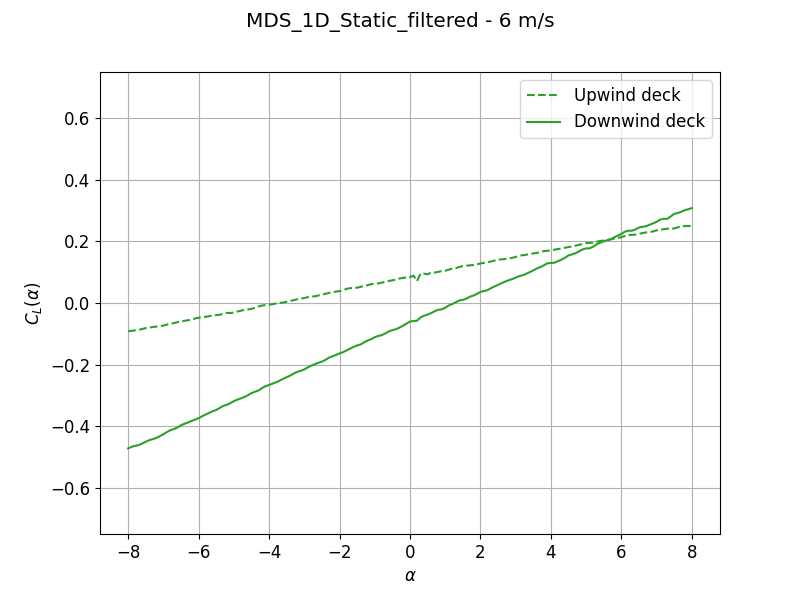 MDS_1D_Static_filtered - 6 m/s
Upwind deck
Downwind deck
0.6
0.4
0.2
0.0
−0.2
−0.4
−0.6
C_L(α)
−8 −6 −4 −2 0 2 4 6 8
α